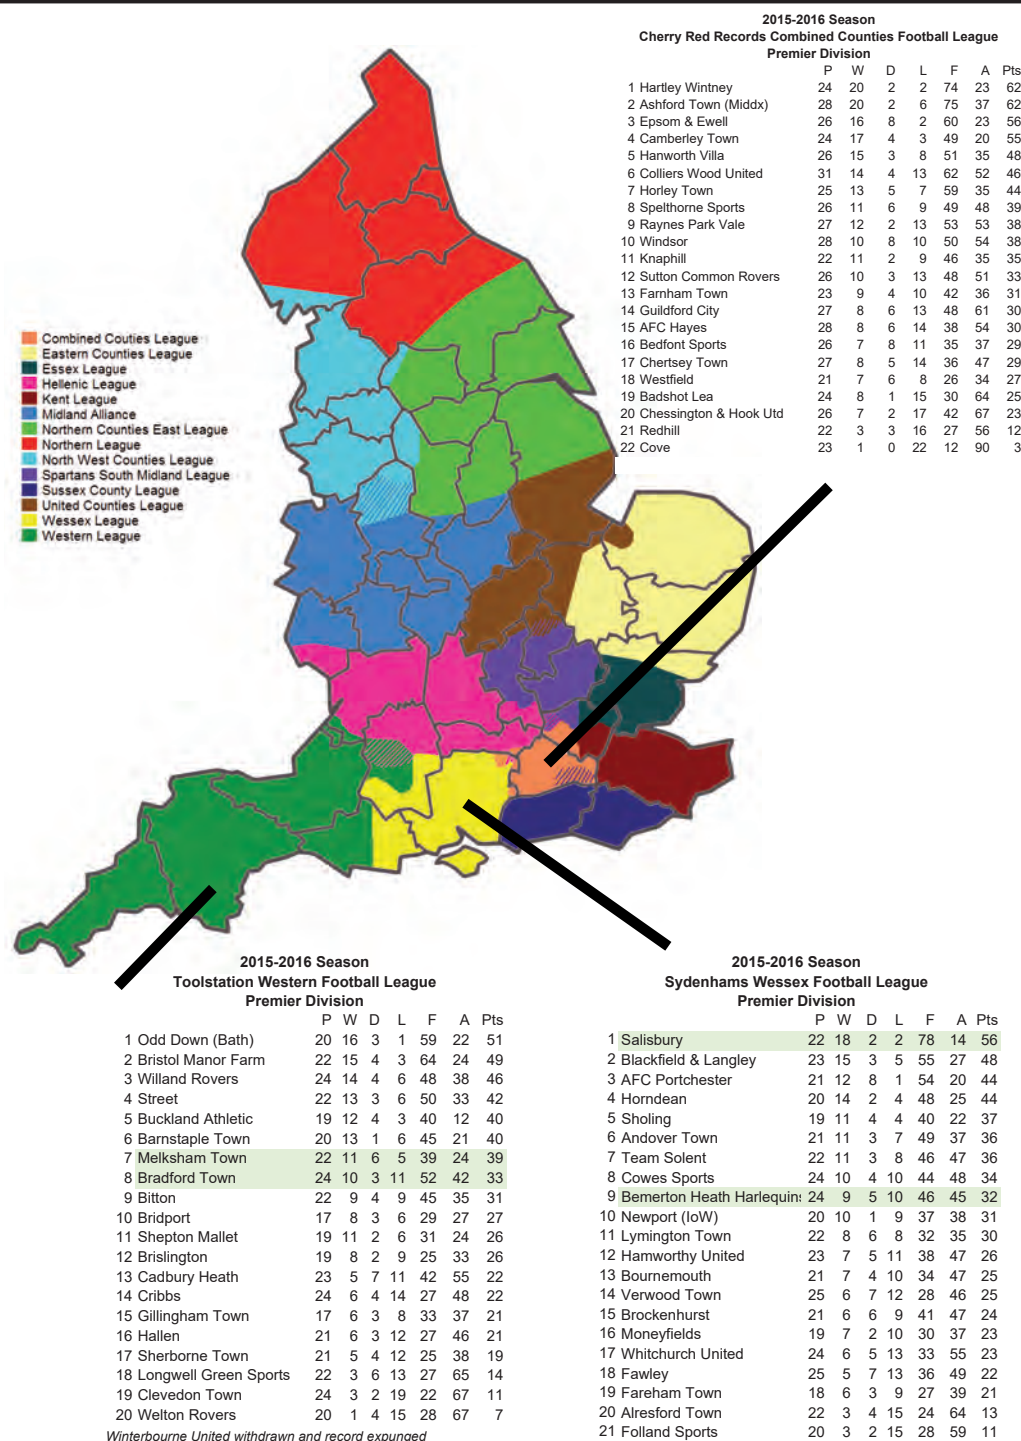 2015-2016 Season
Cherry Red Records Combined Counties Football League
Premier Division
P W D L F A Pts
1 Hartley Wintney 24 20 2 2 74 23 62
2 Ashford Town (Middx) 28 20 2 6 75 37 62
3 Epsom & Ewell 26 16 8 2 60 23 56
4 Camberley Town 24 17 4 3 49 20 55
5 Hanworth Villa 26 15 3 8 51 35 48
6 Colliers Wood United 31 14 4 13 62 52 46
7 Horley Town 25 13 5 7 59 35 44
8 Spelthorne Sports 26 11 6 9 49 48 39
9 Raynes Park Vale 27 12 2 13 53 53 38
10 Windsor 28 10 8 10 50 54 38
11 Knaphill 22 11 2 9 46 35 35
12 Sutton Common Rovers 26 10 3 13 48 51 33
13 Farnham Town 23 9 4 10 42 36 31
14 Guildford City 27 8 6 13 48 61 30
15 AFC Hayes 28 8 6 14 38 54 30
16 Bedfont Sports 26 7 8 11 35 37 29
17 Chertsey Town 27 8 5 14 36 47 29
18 Westfield 21 7 6 8 26 34 27
19 Badshot Lea 24 8 1 15 30 64 25
20 Chessington & Hook Utd 26 7 2 17 42 67 23
21 Redhill 22 3 3 16 27 56 12
22 Cove 23 1 0 22 12 90 3
Combined Couties League
Eastern Counties League
Essex League
Hellenic League
Kent League
Midland Alliance
Northern Counties East League
Northern League
North West Counties League
Spartans South Midland League
Sussex County League
United Counties League
Wessex League
Western League
2015-2016 Season
Toolstation Western Football League
Premier Division
P W D L F A Pts
1 Odd Down (Bath) 20 16 3 1 59 22 51
2 Bristol Manor Farm 22 15 4 3 64 24 49
3 Willand Rovers 24 14 4 6 48 38 46
4 Street 22 13 3 6 50 33 42
5 Buckland Athletic 19 12 4 3 40 12 40
6 Barnstaple Town 20 13 1 6 45 21 40
7 Melksham Town 22 11 6 5 39 24 39
8 Bradford Town 24 10 3 11 52 42 33
9 Bitton 22 9 4 9 45 35 31
10 Bridport 17 8 3 6 29 27 27
11 Shepton Mallet 19 11 2 6 31 24 26
12 Brislington 19 8 2 9 25 33 26
13 Cadbury Heath 23 5 7 11 42 55 22
14 Cribbs 24 6 4 14 27 48 22
15 Gillingham Town 17 6 3 8 33 37 21
16 Hallen 21 6 3 12 27 46 21
17 Sherborne Town 21 5 4 12 25 38 19
18 Longwell Green Sports 22 3 6 13 27 65 14
19 Clevedon Town 24 3 2 19 22 67 11
20 Welton Rovers 20 1 4 15 28 67 7
Winterbourne United withdrawn and record expunged
2015-2016 Season
Sydenhams Wessex Football League
Premier Division
P W D L F A Pts
1 Salisbury 22 18 2 2 78 14 56
2 Blackfield & Langley 23 15 3 5 55 27 48
3 AFC Portchester 21 12 8 1 54 20 44
4 Horndean 20 14 2 4 48 25 44
5 Sholing 19 11 4 4 40 22 37
6 Andover Town 21 11 3 7 49 37 36
7 Team Solent 22 11 3 8 46 47 36
8 Cowes Sports 24 10 4 10 44 48 34
9 Bemerton Heath Harlequins 24 9 5 10 46 45 32
10 Newport (IoW) 20 10 1 9 37 38 31
11 Lymington Town 22 8 6 8 32 35 30
12 Hamworthy United 23 7 5 11 38 47 26
13 Bournemouth 21 7 4 10 34 47 25
14 Verwood Town 25 6 7 12 28 46 25
15 Brockenhurst 21 6 6 9 41 47 24
16 Moneyfields 19 7 2 10 30 37 23
17 Whitchurch United 24 6 5 13 33 55 23
18 Fawley 25 5 7 13 36 49 22
19 Fareham Town 18 6 3 9 27 39 21
20 Alresford Town 22 3 4 15 24 64 13
21 Folland Sports 20 3 2 15 28 59 11